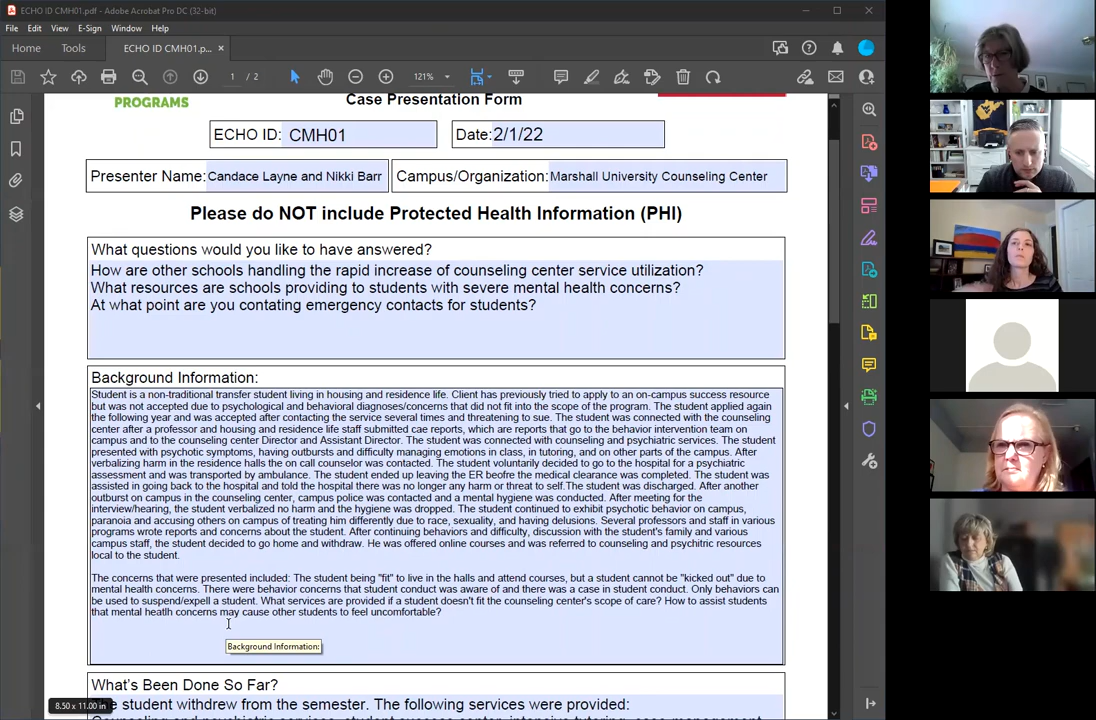 ECHO ID CMH01.pdf - Adobe Acrobat Pro DC (32-bit)
File Edit View E-Sign Window Help
Home Tools ECHO ID CMH01.p... ×
1 / 2 121%
PROGRAMS
Case Presentation Form
ECHO ID: CMH01 Date: 2/1/22
Presenter Name: Candace Layne and Nikki Barr Campus/Organization: Marshall University Counseling Center
Please do NOT include Protected Health Information (PHI)
What questions would you like to have answered?
How are other schools handling the rapid increase of counseling center service utilization?
What resources are schools providing to students with severe mental health concerns?
At what point are you contating emergency contacts for students?
Background Information:
Student is a non-traditional transfer student living in housing and residence life. Client has previously tried to apply to an on-campus success resource
but was not accepted due to psychological and behavioral diagnoses/concerns that did not fit into the scope of the program. The student applied again
the following year and was accepted after contacting the service several times and threatening to sue. The student was connected with the counseling
center after a professor and housing and residence life staff submitted cae reports, which are reports that go to the behavior intervention team on
campus and to the counseling center Director and Assistant Director. The student was connected with counseling and psychiatric services. The student
presented with psychotic symptoms, having outbursts and difficulty managing emotions in class, in tutoring, and on other parts of the campus. After
verbalizing harm in the residence halls the on call counselor was contacted. The student voluntarily decided to go to the hospital for a psychiatric
assessment and was transported by ambulance. The student ended up leaving the ER beofre the medical clearance was completed. The student was
assisted in going back to the hospital and told the hospital there was no longer any harm or threat to self.The student was discharged. After another
outburst on campus in the counseling center, campus police was contacted and a mental hygiene was conducted. After meeting for the
interview/hearing, the student verbalized no harm and the hygiene was dropped. The student continued to exhibit psychotic behavior on campus,
paranoia and accusing others on campus of treating him differently due to race, sexuality, and having delusions. Several professors and staff in various
programs wrote reports and concerns about the student. After continuing behaviors and difficulty, discussion with the student's family and various
campus staff, the student decided to go home and withdraw. He was offered online courses and was referred to counseling and psychitric resources
local to the student.
The concerns that were presented included: The student being "fit" to live in the halls and attend courses, but a student cannot be "kicked out" due to
mental health concerns. There were behavior concerns that student conduct was aware of and there was a case in student conduct. Only behaviors can
be used to suspend/expell a student. What services are provided if a student doesn't fit the counseling center's scope of care? How to assist students
that mental heatlh concerns may cause other students to feel uncomfortable?
Background Information:
What's Been Done So Far?
student withdrew from the semester. The following services were provided:
8.50 x 11.00 in
Counseling and psychiatric services, student success center, intensive tutoring, case management